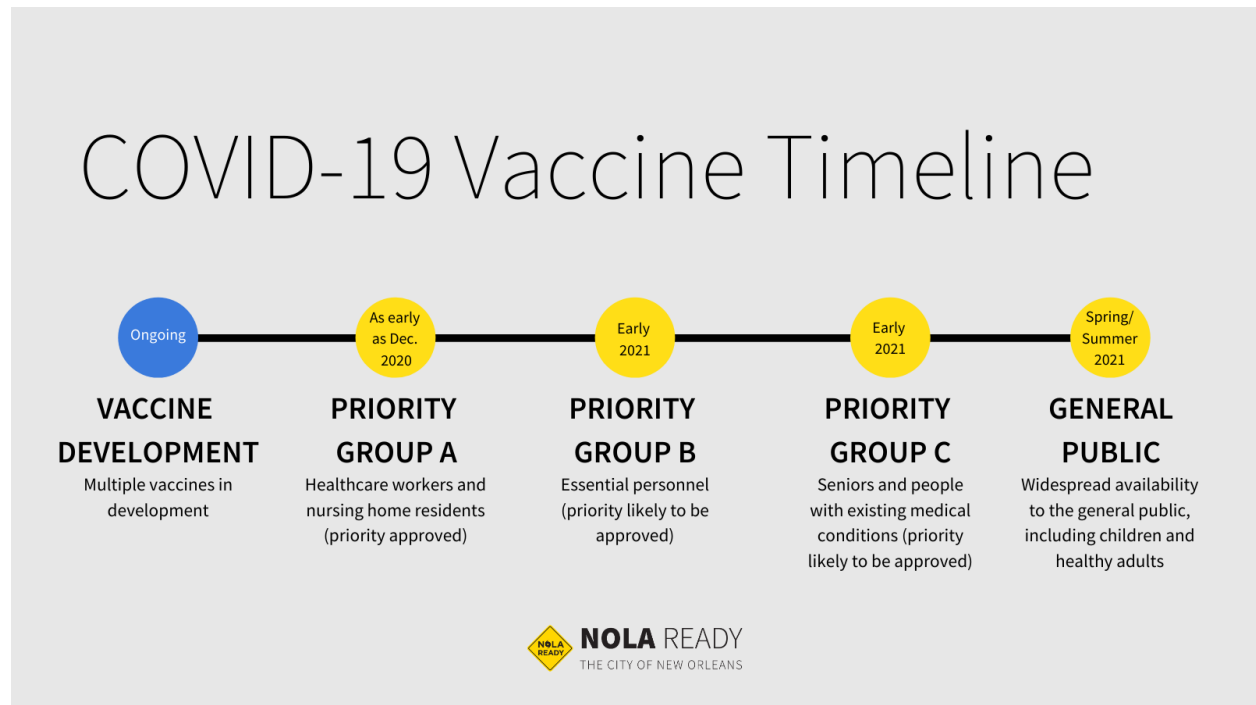 COVID-19 Vaccine Timeline
Ongoing
VACCINE
DEVELOPMENT
Multiple vaccines in
development
As early
as Dec.
2020
PRIORITY
GROUP A
Healthcare workers and
nursing home residents
(priority approved)
Early
2021
PRIORITY
GROUP B
Essential personnel
(priority likely to be
approved)
Early
2021
PRIORITY
GROUP C
Seniors and people
with existing medical
conditions (priority
likely to be approved)
Spring/
Summer
2021
GENERAL
PUBLIC
Widespread availability
to the general public,
including children and
healthy adults
NOLA
READY
NOLA READY
THE CITY OF NEW ORLEANS